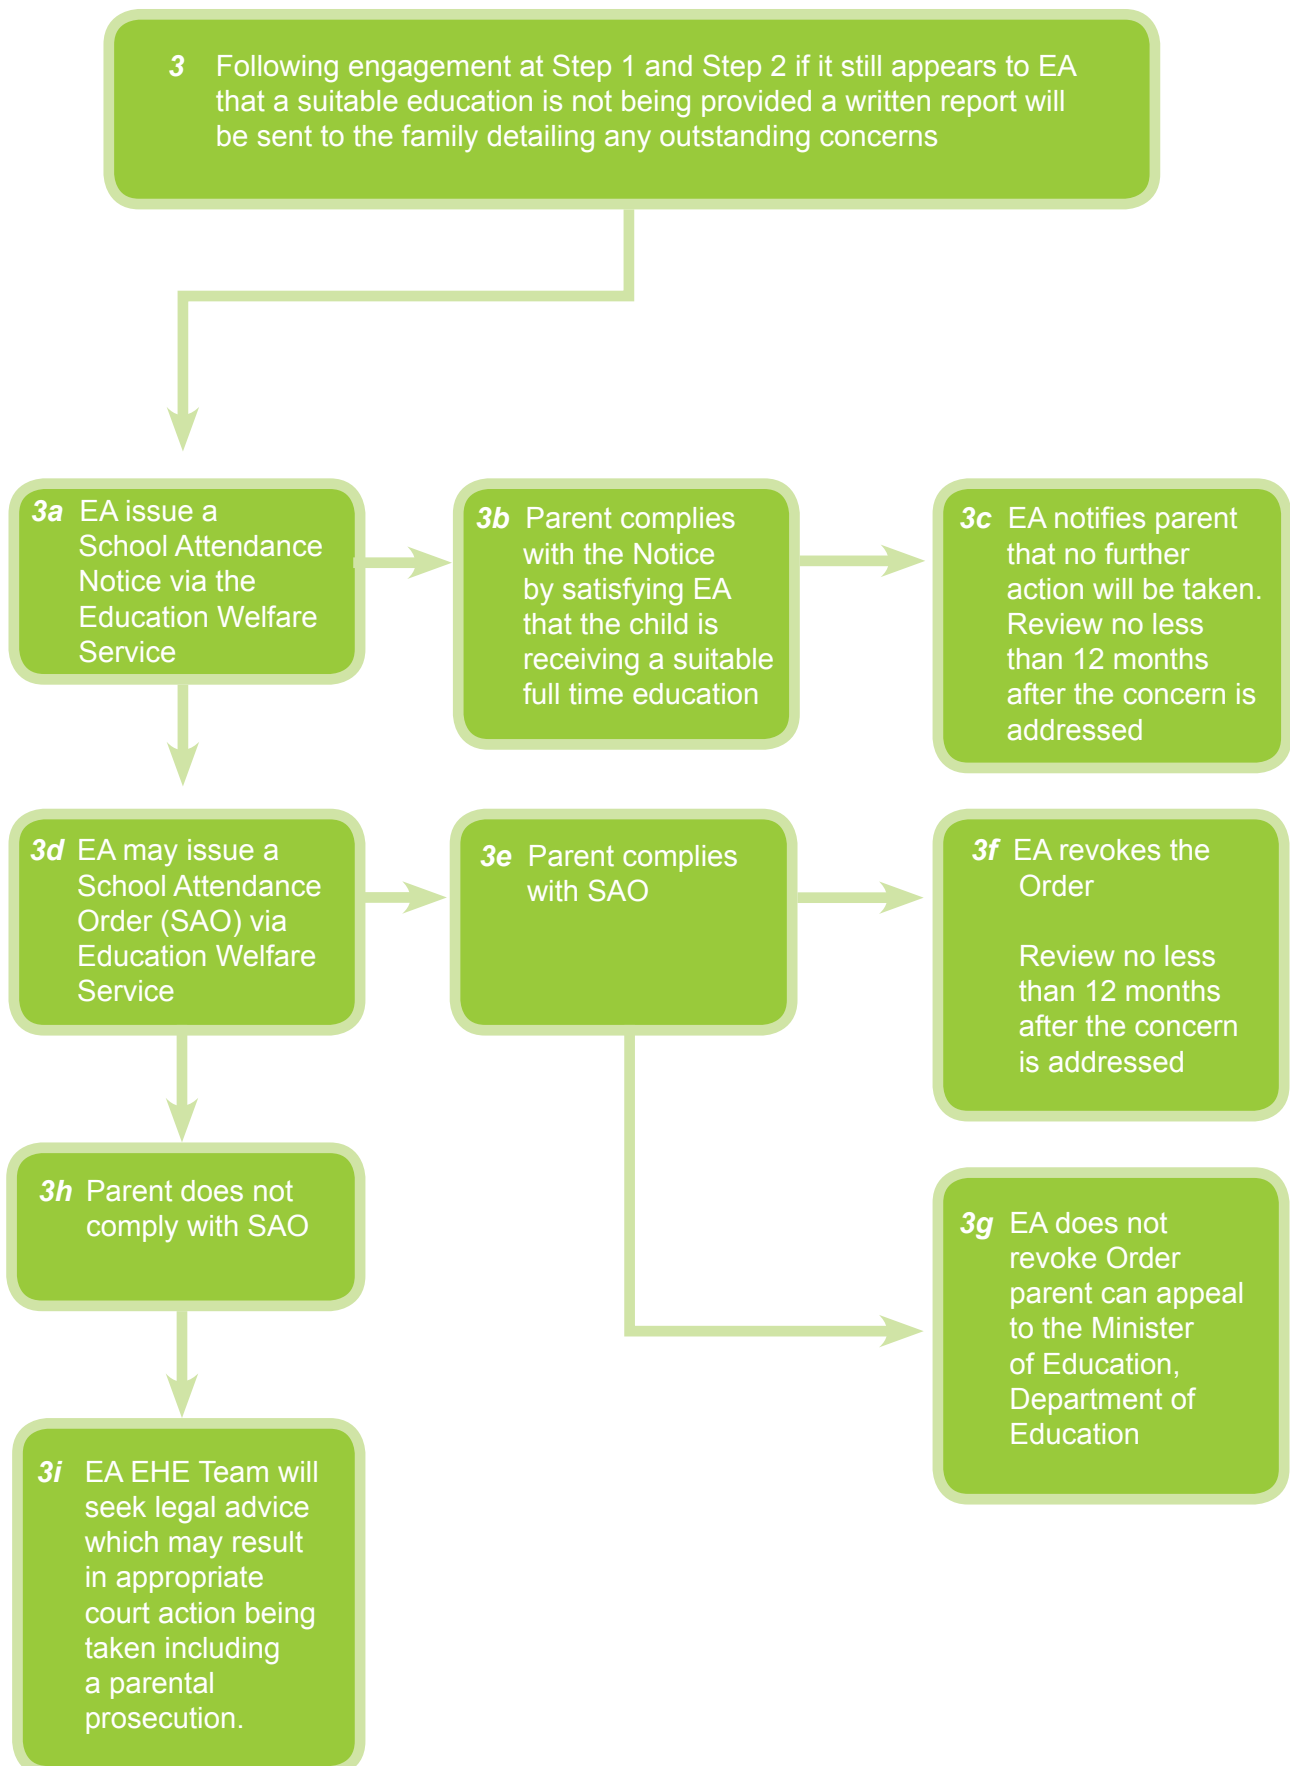 3 Following engagement at Step 1 and Step 2 if it still appears to EA
that a suitable education is not being provided a written report will
be sent to the family detailing any outstanding concerns
3a EA issue a
School Attendance
Notice via the
Education Welfare
Service
3b Parent complies
with the Notice
by satisfying EA
that the child is
receiving a suitable
full time education
3c EA notifies parent
that no further
action will be taken.
Review no less
than 12 months
after the concern is
addressed
3d EA may issue a
School Attendance
Order (SAO) via
Education Welfare
Service
3e Parent complies
with SAO
3f EA revokes the
Order
Review no less
than 12 months
after the concern
is addressed
3h Parent does not
comply with SAO
3g EA does not
revoke Order
parent can appeal
to the Minister
of Education,
Department of
Education
3i EA EHE Team will
seek legal advice
which may result
in appropriate
court action being
taken including
a parental
prosecution.